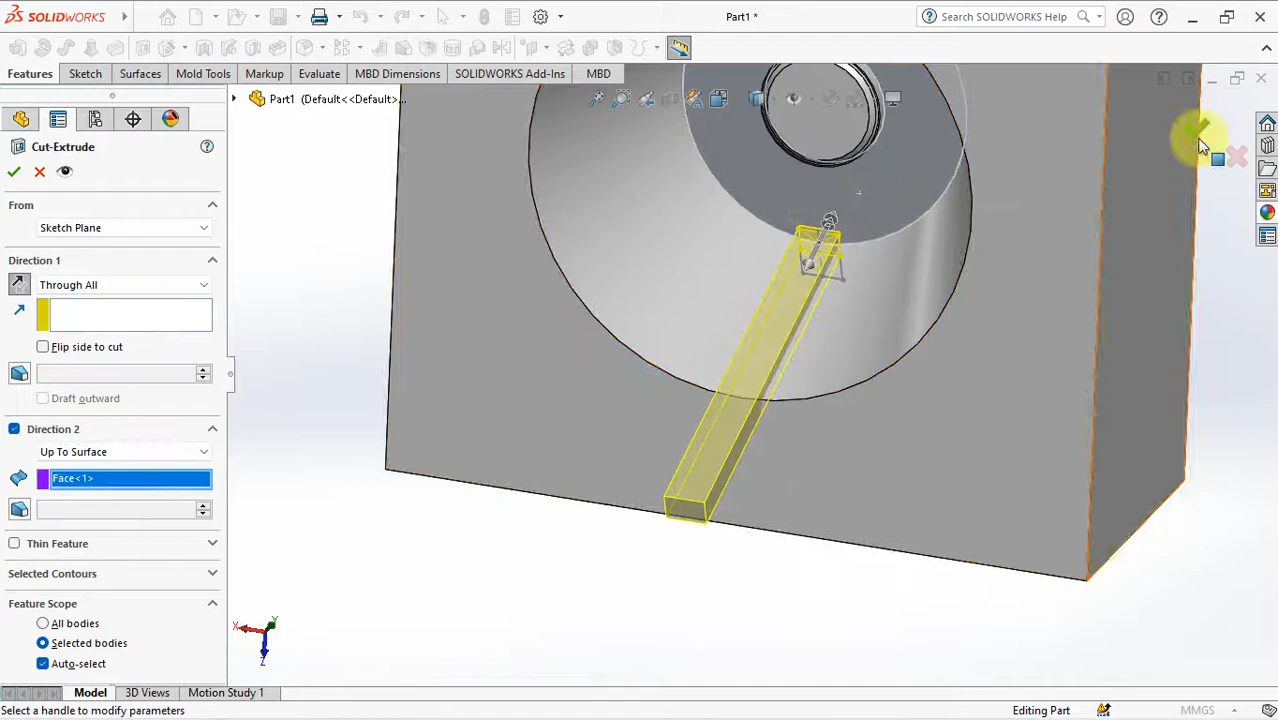 SOLIDWORKS
Part1 *
Search SOLIDWORKS Help
Features
Sketch
Surfaces
Mold Tools
Markup
Evaluate
MBD Dimensions
SOLIDWORKS Add-Ins
MBD
Part1 (Default<<Default>...
Cut-Extrude
From
Sketch Plane
Direction 1
Through All
Flip side to cut
Draft outward
Direction 2
Up To Surface
Face<1>
Thin Feature
Selected Contours
Feature Scope
All bodies
Selected bodies
Auto-select
X
Y
Z
Model
3D Views
Motion Study 1
Select a handle to modify parameters
Editing Part
MMGS